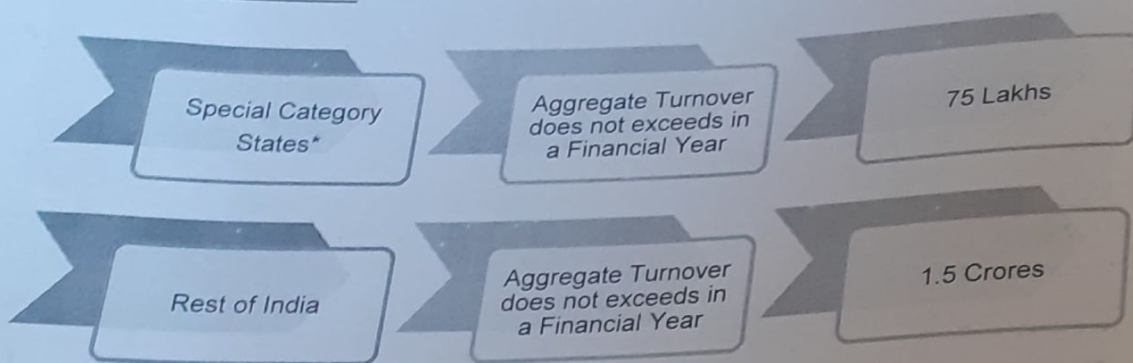 Special Category
States*
Aggregate Turnover
does not exceeds in
a Financial Year
75 Lakhs
Rest of India
Aggregate Turnover
does not exceeds in
a Financial Year
1.5 Crores